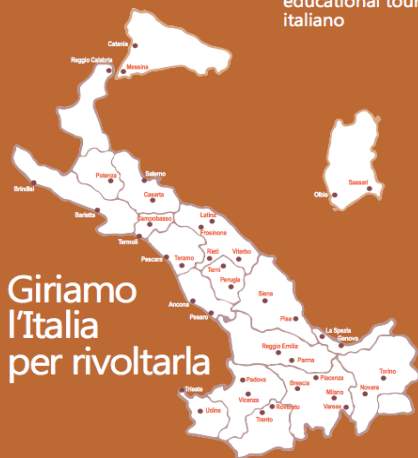 educational tour
italiano
Catania
Reggio Calabria
Messina
Potenza
Salerno
Brindisi
Caserta
Barletta
Campobasso
Latina
Frosinone
Termoli
Pescara
Teramo
Rieti
Viterbo
Terni
Perugia
Olbia
Sassari
Ancona
Siena
Pesaro
Pisa
La Spezia
Genova
Giriamo
l'Italia
per rivoltarla
Reggio Emilia
Parma
Trieste
Padova
Brescia
Piacenza
Torino
Vicenza
Milano
Novara
Udine
Rovereto
Varese
Trento